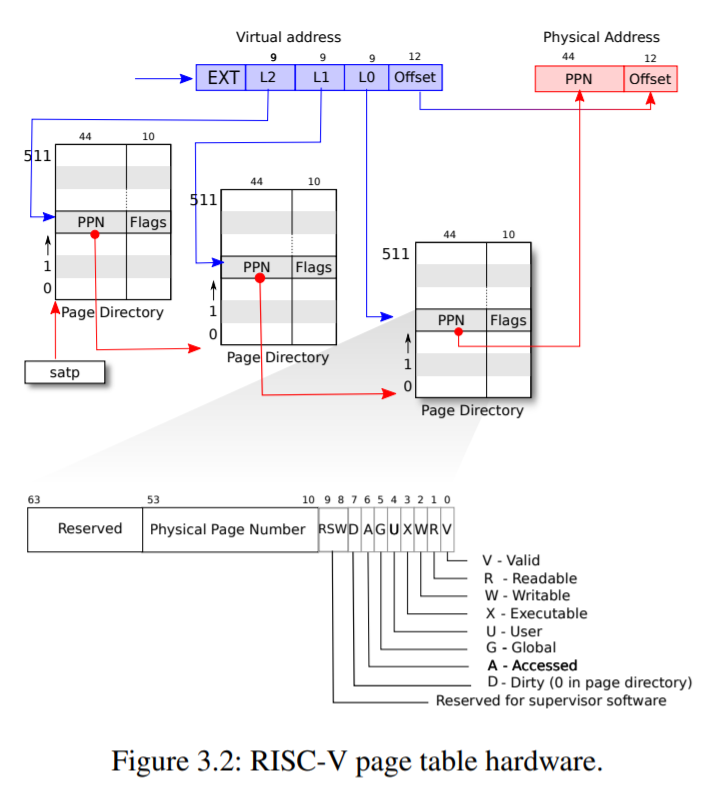 Virtual address
Physical Address
9 9 9 12
44 12
EXT L2 L1 L0 Offset
PPN Offset
44 10
511
PPN Flags
1
0
Page Directory
satp
44 10
511
PPN Flags
1
0
Page Directory
44 10
511
PPN Flags
1
0
Page Directory
63 53 10 9 8 7 6 5 4 3 2 1 0
Reserved Physical Page Number RSW D A G U X W R V
V - Valid
R - Readable
W - Writable
X - Executable
U - User
G - Global
A - Accessed
D - Dirty (0 in page directory)
Reserved for supervisor software
Figure 3.2: RISC-V page table hardware.